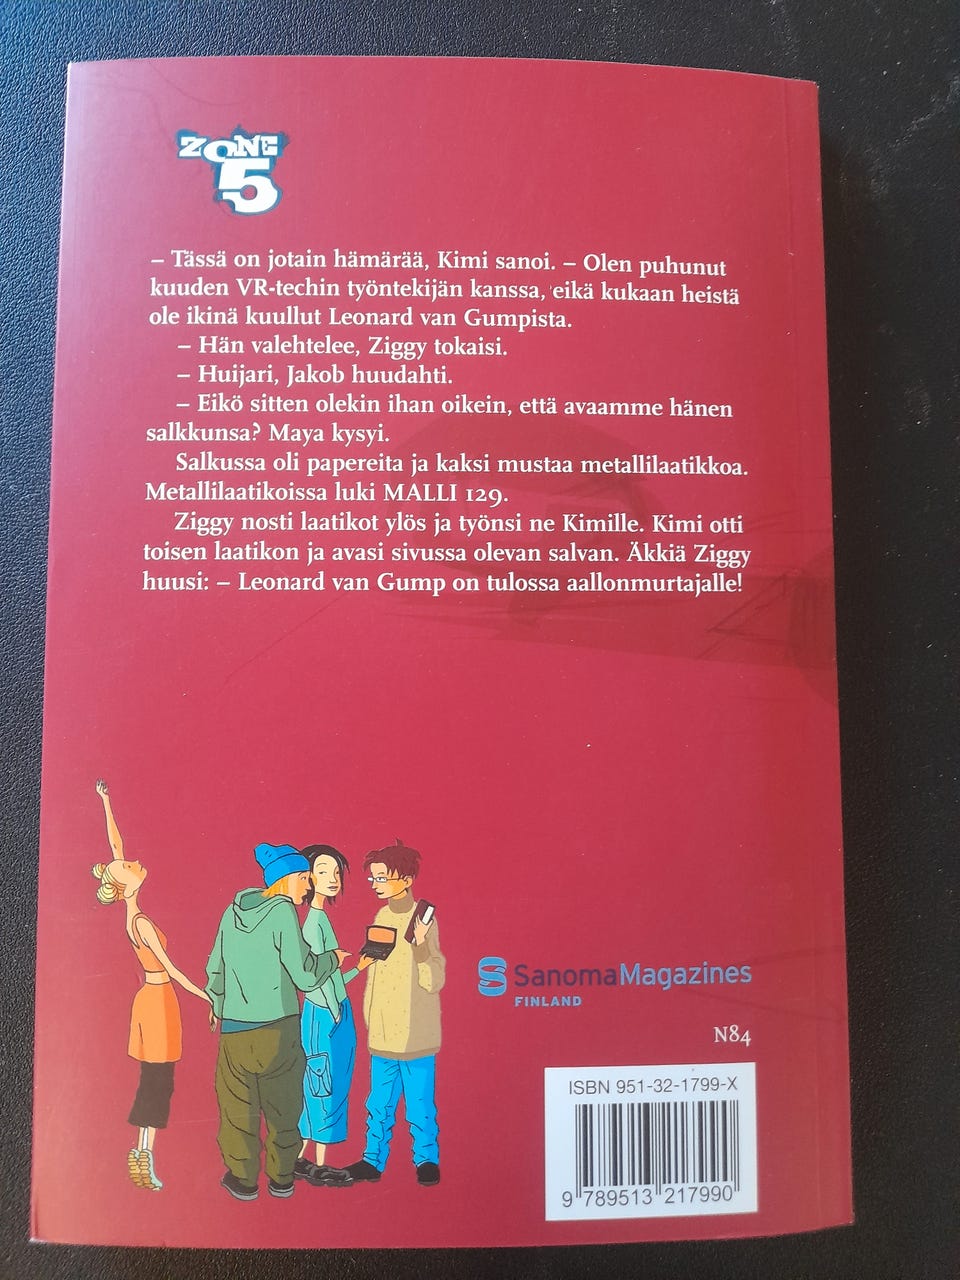 ZONE
5
– Tässä on jotain hämärää, Kimi sanoi. – Olen puhunut
kuuden VR-techin työntekijän kanssa, eikä kukaan heistä
ole ikinä kuullut Leonard van Gumpista.
– Hän valehtelee, Ziggy tokaisi.
– Huijari, Jakob huudahti.
– Eikö sitten olekin ihan oikein, että avaamme hänen
salkkunsa? Maya kysyi.
Salkussa oli papereita ja kaksi mustaa metallilaatikkoa.
Metallilaatikoissa luki MALLI 129.
Ziggy nosti laatikot ylös ja työnsi ne Kimille. Kimi otti
toisen laatikon ja avasi sivussa olevan salvan. Äkkiä Ziggy
huusi: – Leonard van Gump on tulossa aallonmurtajalle!
SanomaMagazines
FINLAND
N84
ISBN 951-32-1799-X
9 789513 217990